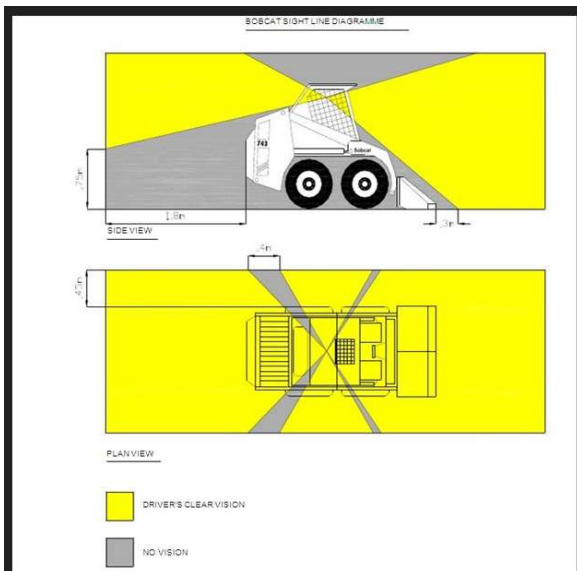 BOBCAT SIGHT LINE DIAGRAMME
743
Bobcat
.75m
1.8m
.3m
SIDE VIEW
.4m
.45m
PLAN VIEW
DRIVER'S CLEAR VISION
NO VISION